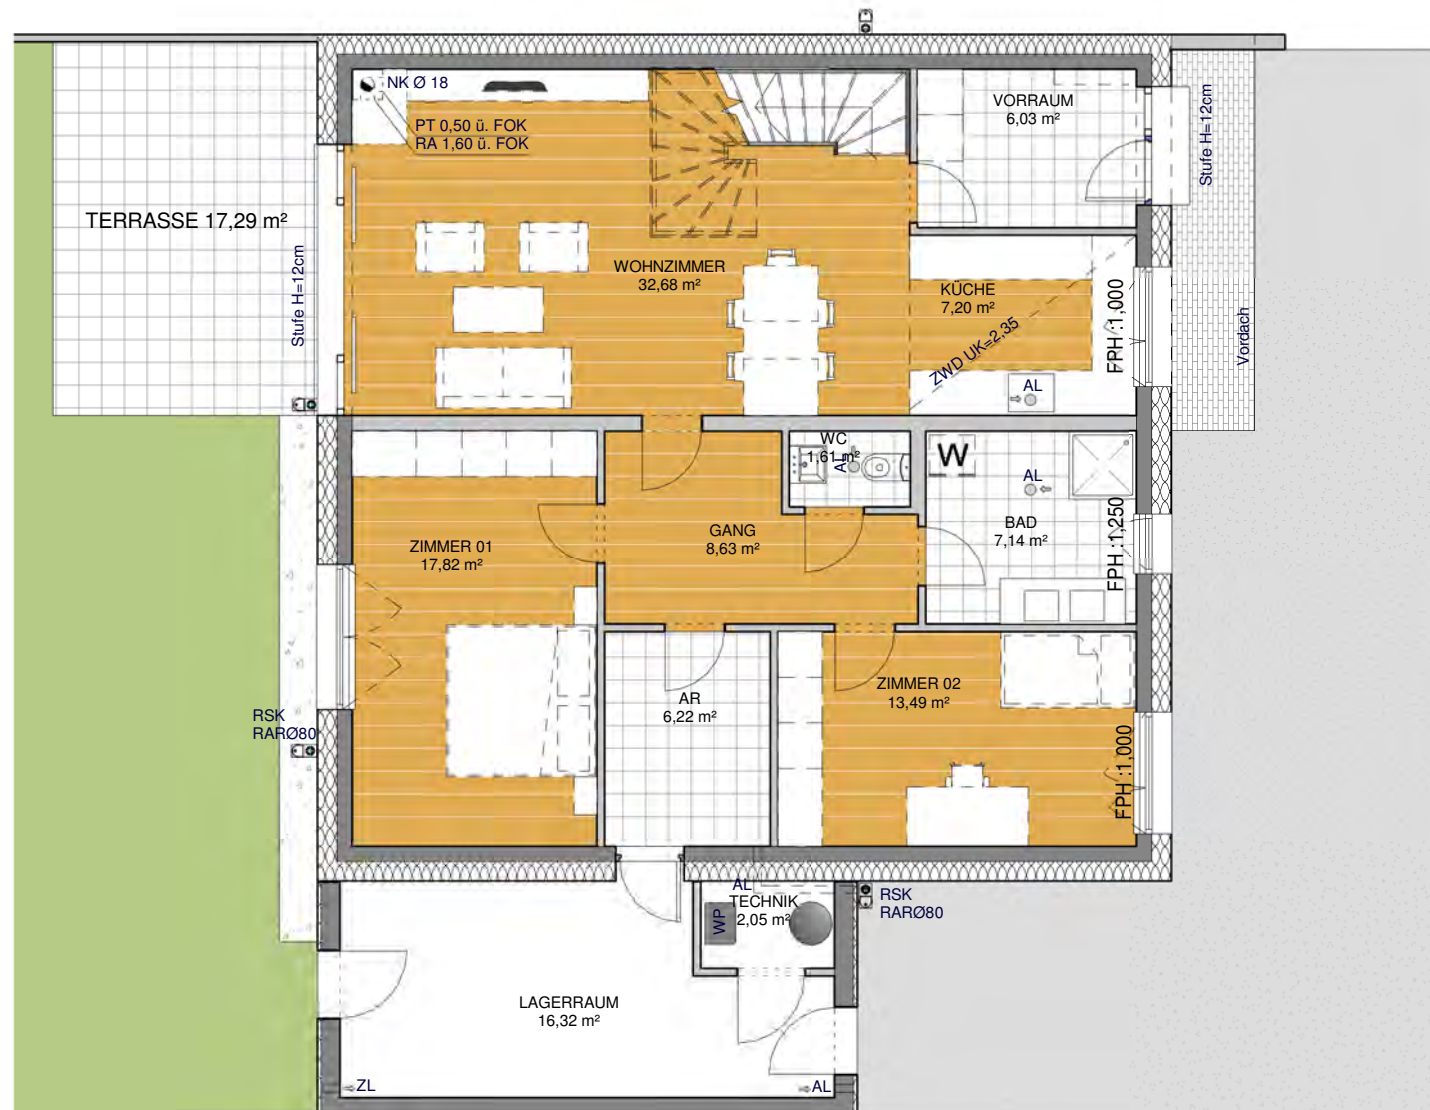 NK Ø 18
PT 0,50 ü. FOK
RA 1,60 ü. FOK
VORRAUM
6,03 m²
Stufe H=12cm
TERRASSE 17,29 m²
Stufe H=12cm
WOHNZIMMER
32,68 m²
KÜCHE
7,20 m²
ZWD UK=2,35
FPH :1,000
Vordach
AL
WC
1,61 m²
AL
W
AL
BAD
7,14 m²
FPH :1,250
GANG
8,63 m²
ZIMMER 01
17,82 m²
AR
6,22 m²
ZIMMER 02
13,49 m²
FPH :1,000
RSK
RARØ80
AL
TECHNIK
2,05 m²
WP
RSK
RARØ80
LAGERRAUM
16,32 m²
ZL
AL